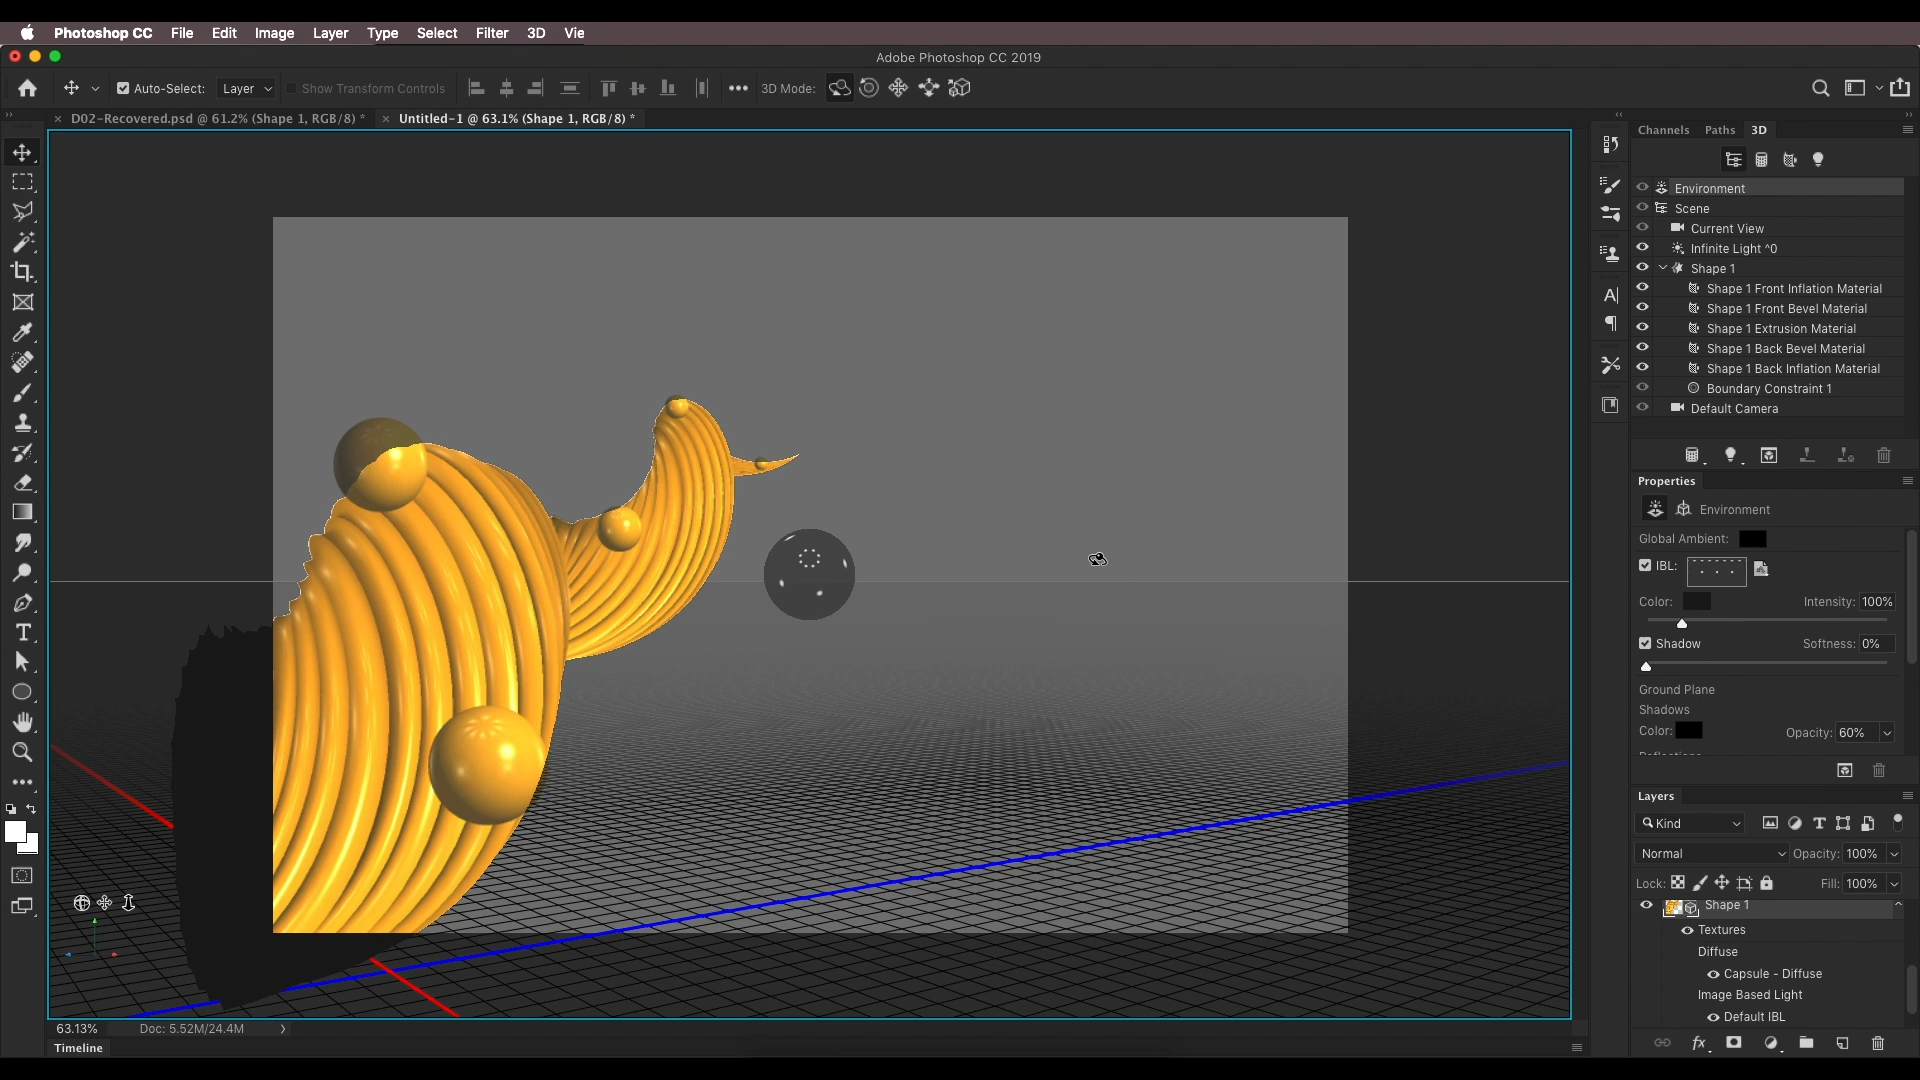 Photoshop CC File Edit Image Layer Type Select Filter 3D Vie
Adobe Photoshop CC 2019
Auto-Select: Layer Show Transform Controls 3D Mode:
D02-Recovered.psd @ 61.2% (Shape 1, RGB/8) * Untitled-1 @ 63.1% (Shape 1, RGB/8) *
Channels Paths 3D
Environment
Scene
Current View
Infinite Light ^0
Shape 1
Shape 1 Front Inflation Material
Shape 1 Front Bevel Material
Shape 1 Extrusion Material
Shape 1 Back Bevel Material
Shape 1 Back Inflation Material
Boundary Constraint 1
Default Camera
Properties
Environment
Global Ambient:
IBL:
Color: Intensity: 100%
Shadow Softness: 0%
Ground Plane
Shadows
Color: Opacity: 60%
Layers
Kind
Normal Opacity: 100%
Lock: Fill: 100%
Shape 1
Textures
Diffuse
Capsule - Diffuse
Image Based Light
Default IBL
63.13% Doc: 5.52M/24.4M
Timeline